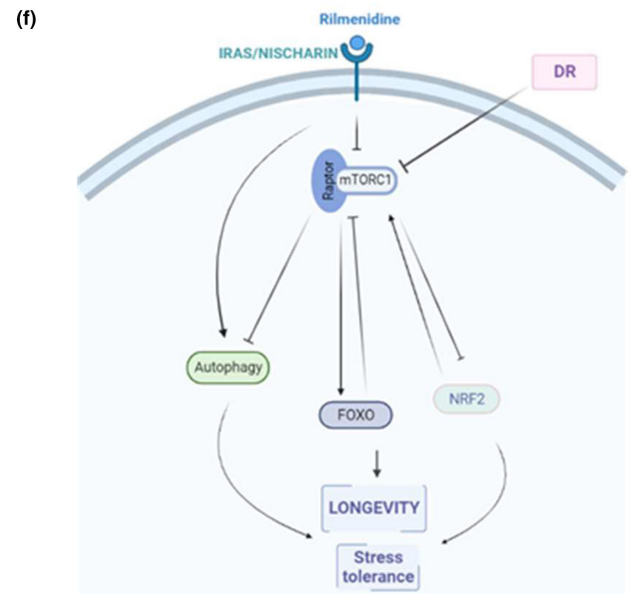 (f)
Rilmenidine
IRAS/NISCHARIN
DR
Raptor
mTORC1
Autophagy
FOXO
NRF2
LONGEVITY
Stress
tolerance